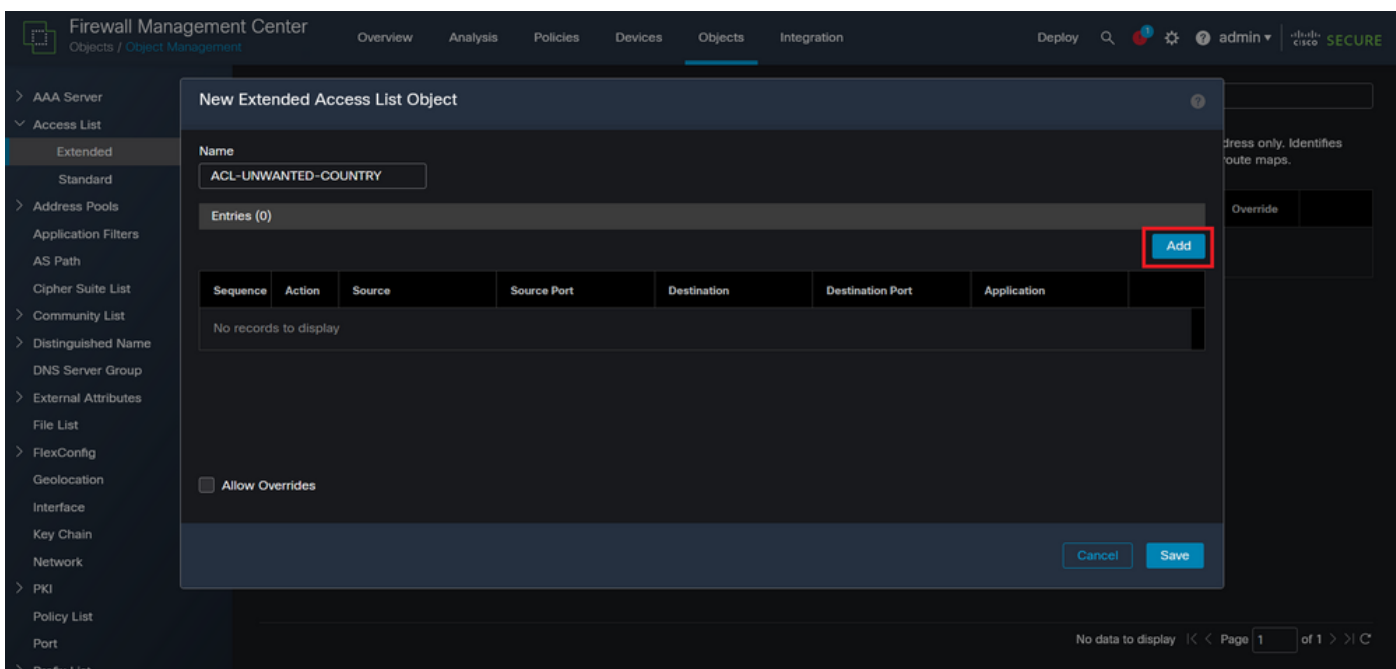 Firewall Management Center
Objects / Object Management
Overview
Analysis
Policies
Devices
Objects
Integration
Deploy
1
admin
cisco SECURE
AAA Server
Access List
Extended
Standard
Address Pools
Application Filters
AS Path
Cipher Suite List
Community List
Distinguished Name
DNS Server Group
External Attributes
File List
FlexConfig
Geolocation
Interface
Key Chain
Network
PKI
Policy List
Port
New Extended Access List Object
Name
ACL-UNWANTED-COUNTRY
Entries (0)
Add
Sequence Action Source Source Port Destination Destination Port Application
No records to display
Allow Overrides
Cancel
Save
dress only. Identifies
route maps.
Override
No data to display |< < Page 1 of 1 > >| C